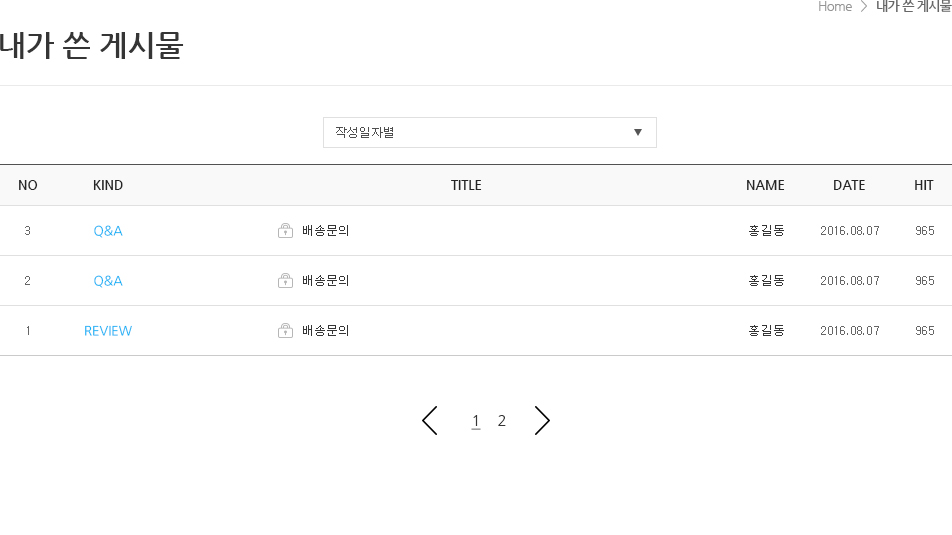 Home > 내가 쓴 게시물
내가 쓴 게시물
작성일자별
NO KIND TITLE NAME DATE HIT
3 Q&A 배송문의 홍길동 2016.08.07 965
2 Q&A 배송문의 홍길동 2016.08.07 965
1 REVIEW 배송문의 홍길동 2016.08.07 965
1 2